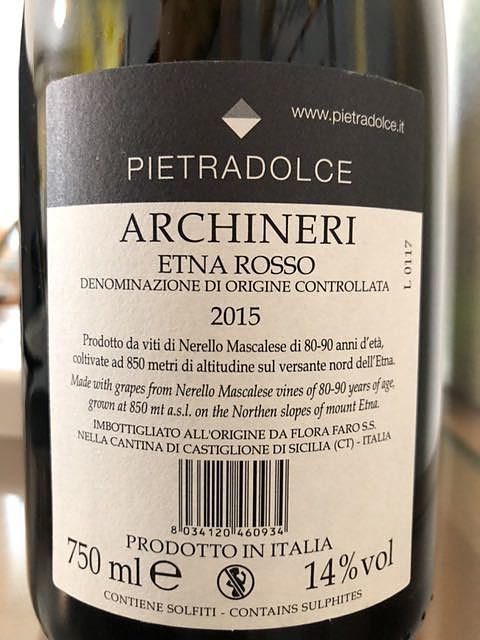 www.pietradolce.it
PIETRADOLCE
ARCHINERI
ETNA ROSSO
DENOMINAZIONE DI ORIGINE CONTROLLATA
L 0117
2015
Prodotto da viti di Nerello Mascalese di 80-90 anni d'età,
coltivate ad 850 metri di altitudine sul versante nord dell'Etna.
Made with grapes from Nerello Mascalese vines of 80-90 years of age,
grown at 850 mt a.s.l. on the Northen slopes of mount Etna.
IMBOTTIGLIATO ALL'ORIGINE DA FLORA FARO S.S.
NELLA CANTINA DI CASTIGLIONE DI SICILIA (CT) - ITALIA
8 034120 460934
PRODOTTO IN ITALIA
750 ml e 14%vol
CONTIENE SOLFITI - CONTAINS SULPHITES